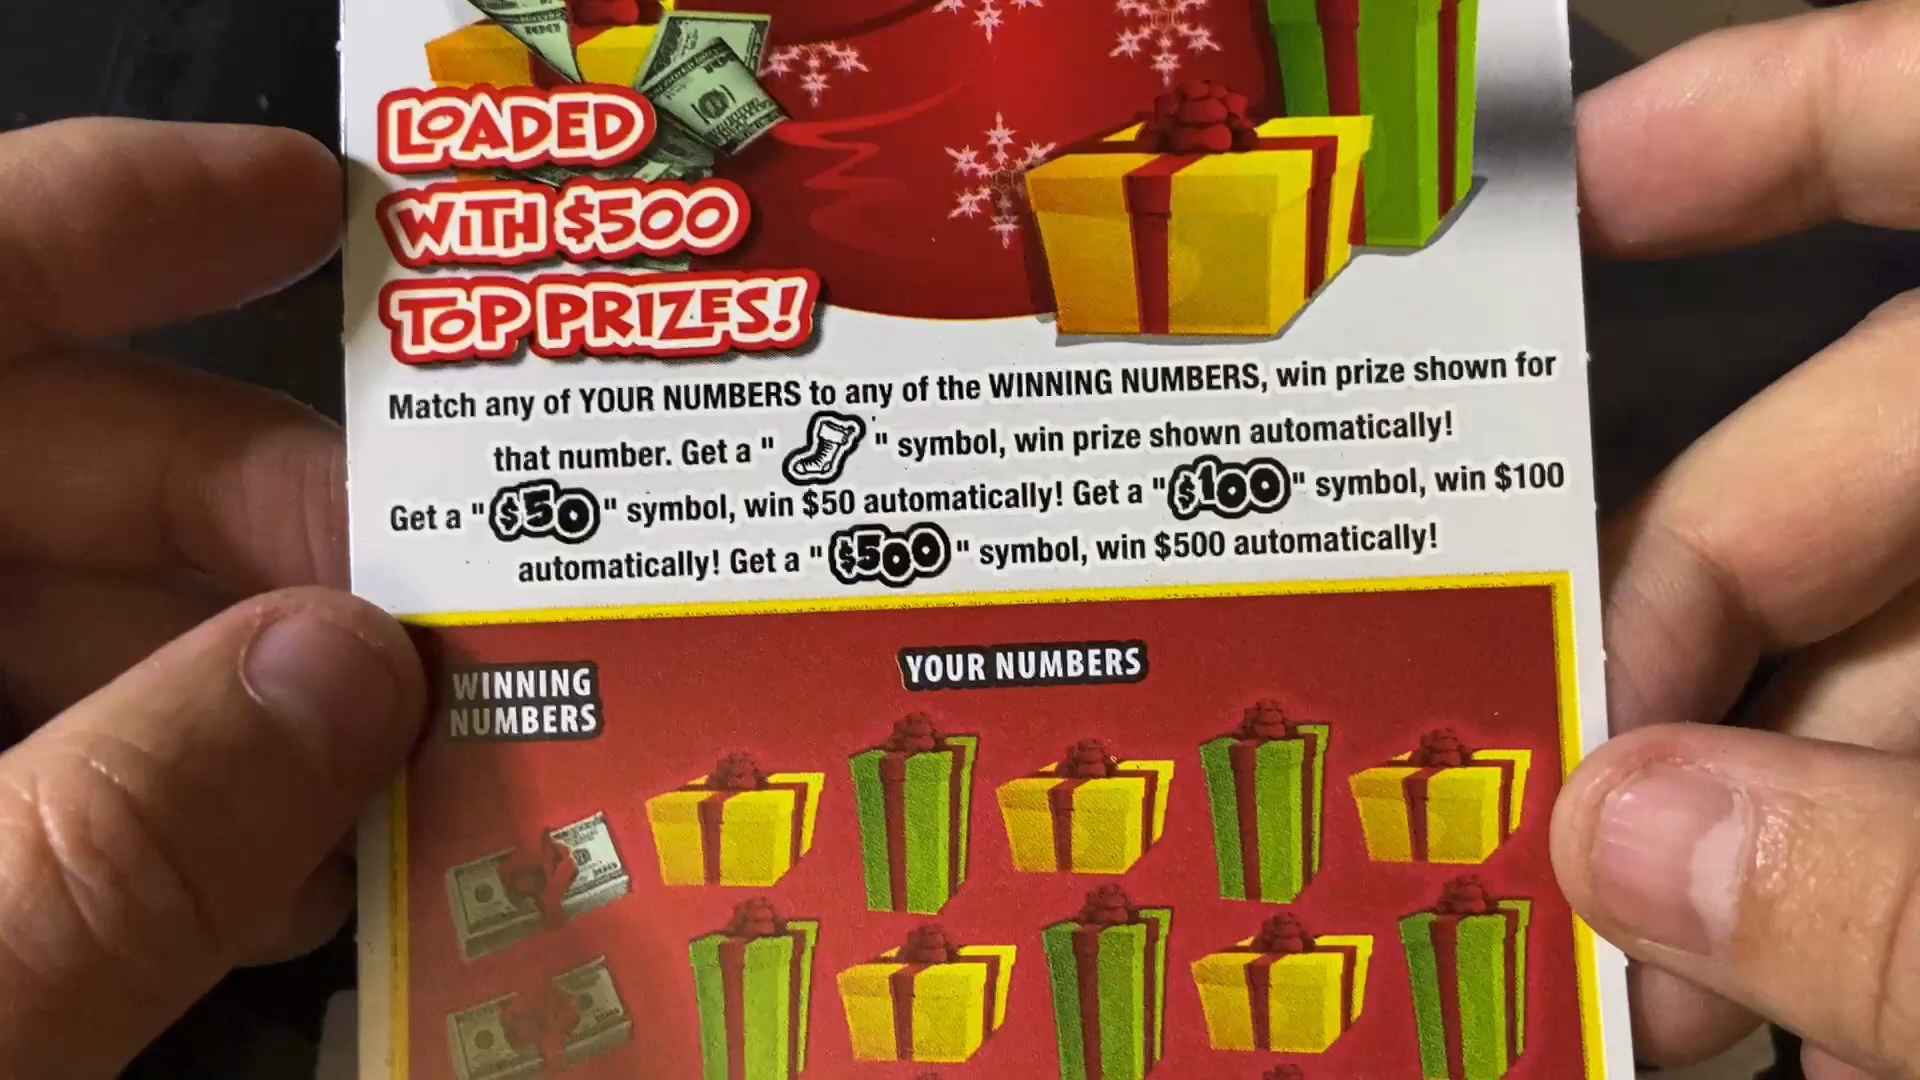 LOADED
WITH $500
TOP PRIZES!
Match any of YOUR NUMBERS to any of the WINNING NUMBERS, win prize shown for
that number. Get a " " symbol, win prize shown automatically!
Get a "$50" symbol, win $50 automatically! Get a "$100" symbol, win $100
automatically! Get a "$500" symbol, win $500 automatically!
WINNING
NUMBERS
YOUR NUMBERS